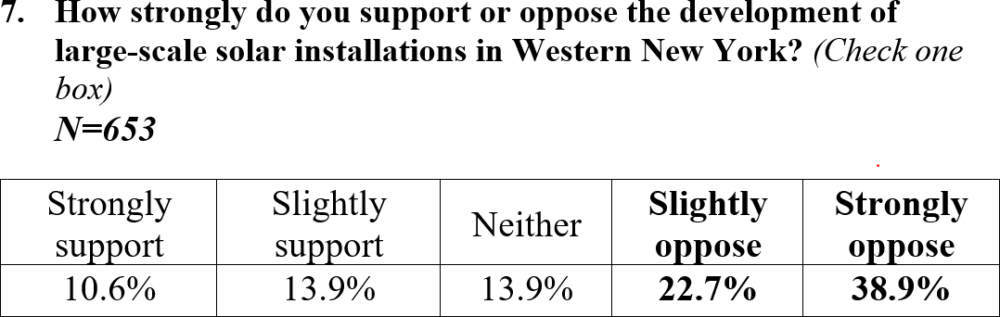 7. How strongly do you support or oppose the development of
large-scale solar installations in Western New York? (Check one
box)
N=653
Strongly support Slightly support Neither Slightly oppose Strongly oppose
10.6% 13.9% 13.9% 22.7% 38.9%